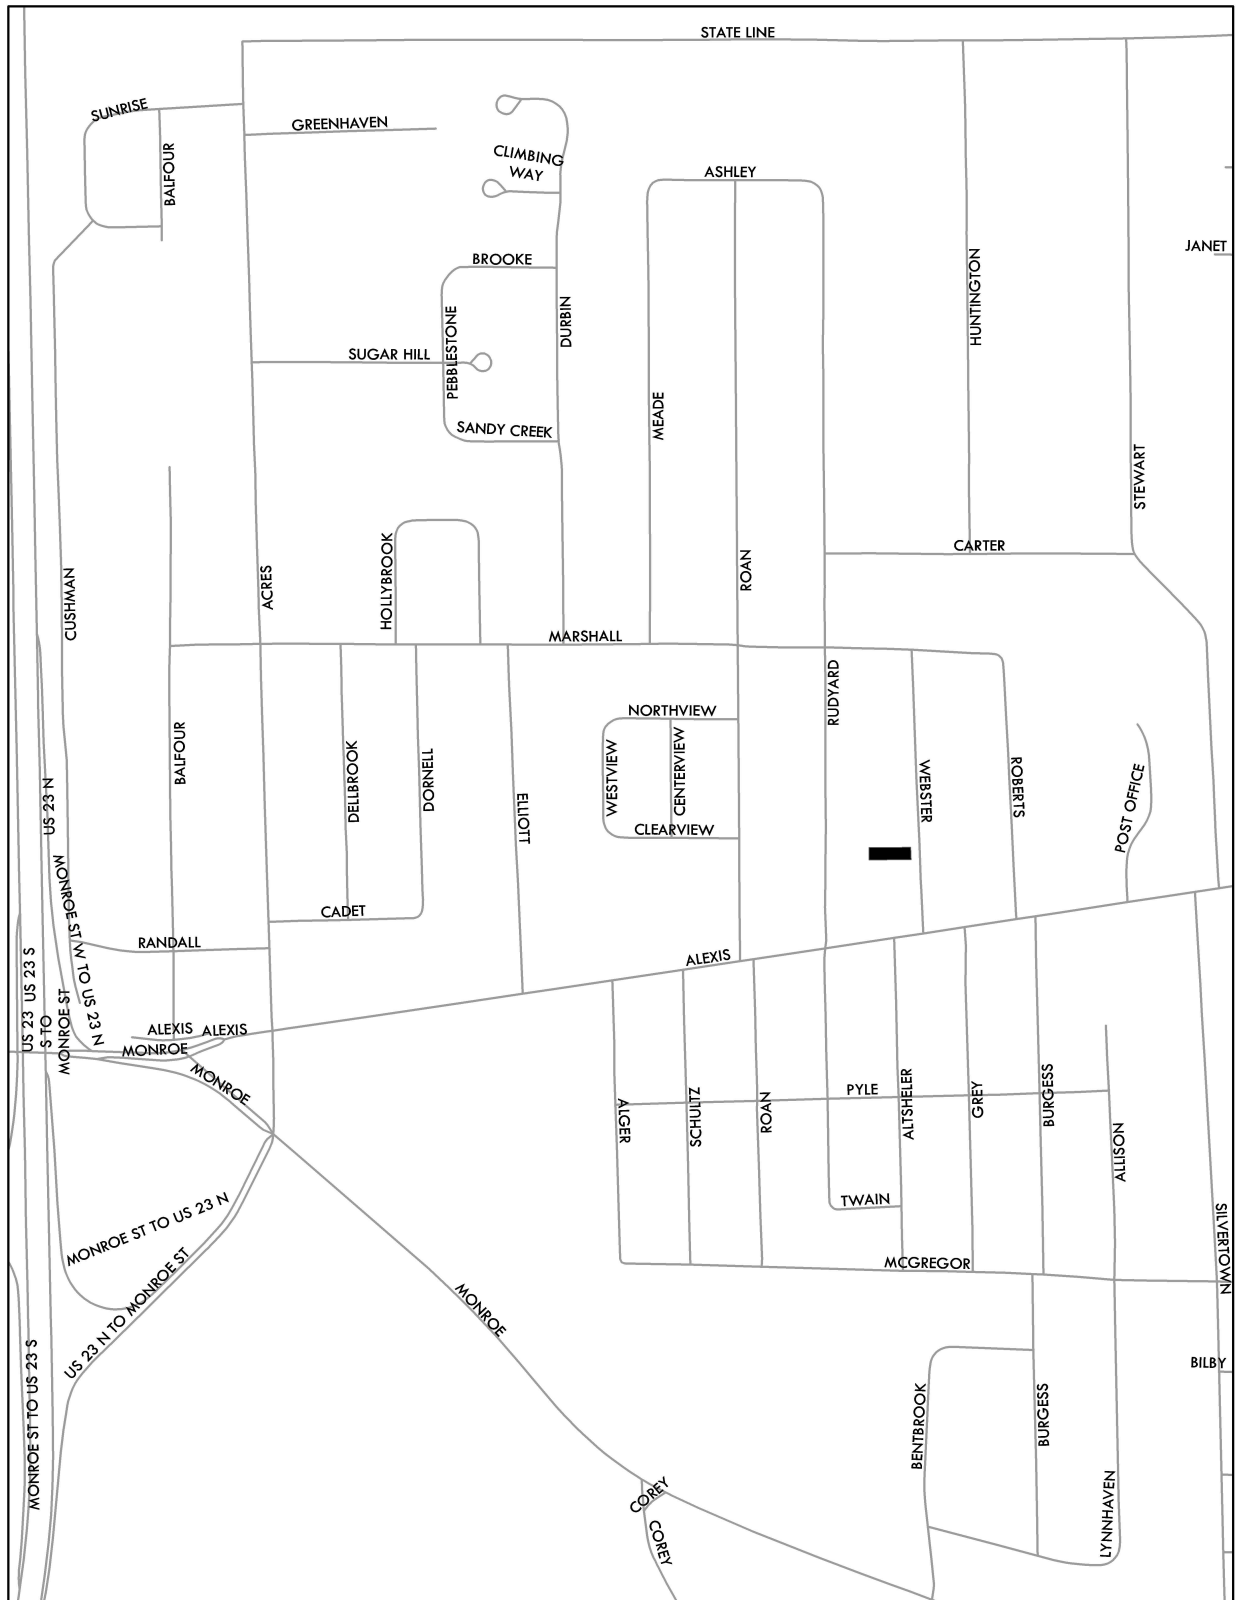 STATE LINE
SUNRISE
GREENHAVEN
BALFOUR
CLIMBING
WAY
ASHLEY
JANET
BROOKE
HUNTINGTON
DURBIN
PEBBLESTONE
SUGAR HILL
MEADE
SANDY CREEK
STEWART
CARTER
HOLLYBROOK
ROAN
ACRES
CUSHMAN
MARSHALL
RUDYARD
NORTHVIEW
BALFOUR
DELLBROOK
DORNELL
ELLIOTT
WESTVIEW
CENTERVIEW
WEBSTER
ROBERTS
POST OFFICE
US 23 N
CLEARVIEW
MONROE ST W TO US 23 N
CADET
RANDALL
ALEXIS
US 23 S
US 23
S TO
MONROE ST
ALEXIS
ALEXIS
MONROE
MONROE
PYLE
ALGER
SCHULTZ
ROAN
ALTSHELER
GREY
BURGESS
ALLISON
TWAIN
MONROE ST TO US 23 N
SILVERTOWN
US 23 N TO MONROE ST
MCGREGOR
MONROE
MONROE ST TO US 23 S
BILBY
BENTBROOK
BURGESS
LYNNHAVEN
COREY
COREY